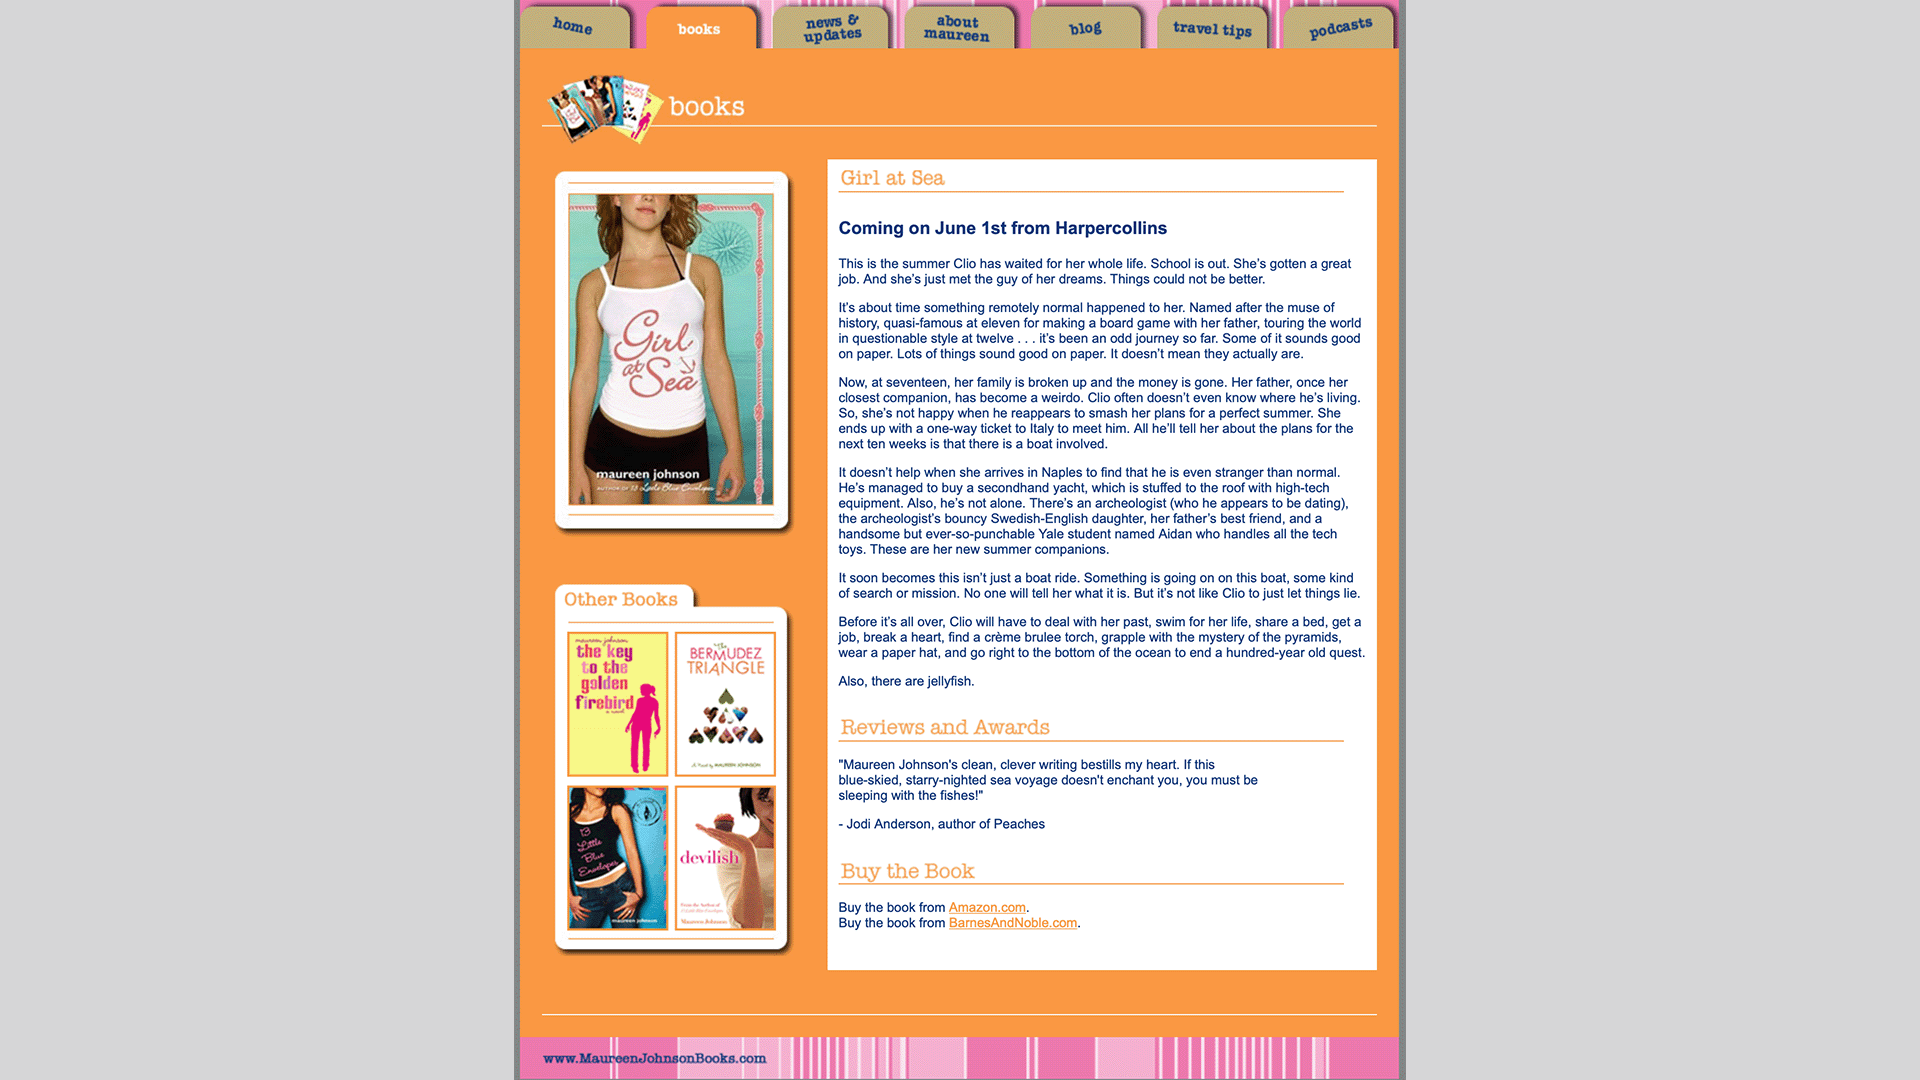 home
books
news &
updates
about
maureen
blog
travel tips
podcasts
books
Girl
at
Sea
maureen johnson
AUTHOR OF 13 Little Blue Envelopes
Other Books
maureen johnson
the key
to the
golden
firebird
a novel
The
BERMUDEZ
TRIANGLE
A Novel by MAUREEN JOHNSON
13
Little
Blue
Envelopes
maureen johnson
devilish
From the Author of
13 Little Blue Envelopes
Maureen Johnson
Girl at Sea
Coming on June 1st from Harpercollins
This is the summer Clio has waited for her whole life. School is out. She’s gotten a great
job. And she’s just met the guy of her dreams. Things could not be better.
It’s about time something remotely normal happened to her. Named after the muse of
history, quasi-famous at eleven for making a board game with her father, touring the world
in questionable style at twelve . . . it’s been an odd journey so far. Some of it sounds good
on paper. Lots of things sound good on paper. It doesn’t mean they actually are.
Now, at seventeen, her family is broken up and the money is gone. Her father, once her
closest companion, has become a weirdo. Clio often doesn’t even know where he’s living.
So, she’s not happy when he reappears to smash her plans for a perfect summer. She
ends up with a one-way ticket to Italy to meet him. All he’ll tell her about the plans for the
next ten weeks is that there is a boat involved.
It doesn’t help when she arrives in Naples to find that he is even stranger than normal.
He’s managed to buy a secondhand yacht, which is stuffed to the roof with high-tech
equipment. Also, he’s not alone. There’s an archeologist (who he appears to be dating),
the archeologist’s bouncy Swedish-English daughter, her father’s best friend, and a
handsome but ever-so-punchable Yale student named Aidan who handles all the tech
toys. These are her new summer companions.
It soon becomes this isn’t just a boat ride. Something is going on on this boat, some kind
of search or mission. No one will tell her what it is. But it’s not like Clio to just let things lie.
Before it’s all over, Clio will have to deal with her past, swim for her life, share a bed, get a
job, break a heart, find a crème brulee torch, grapple with the mystery of the pyramids,
wear a paper hat, and go right to the bottom of the ocean to end a hundred-year old quest.
Also, there are jellyfish.
Reviews and Awards
"Maureen Johnson's clean, clever writing bestills my heart. If this
blue-skied, starry-nighted sea voyage doesn't enchant you, you must be
sleeping with the fishes!"
- Jodi Anderson, author of Peaches
Buy the Book
Buy the book from Amazon.com.
Buy the book from BarnesAndNoble.com.
www.MaureenJohnsonBooks.com